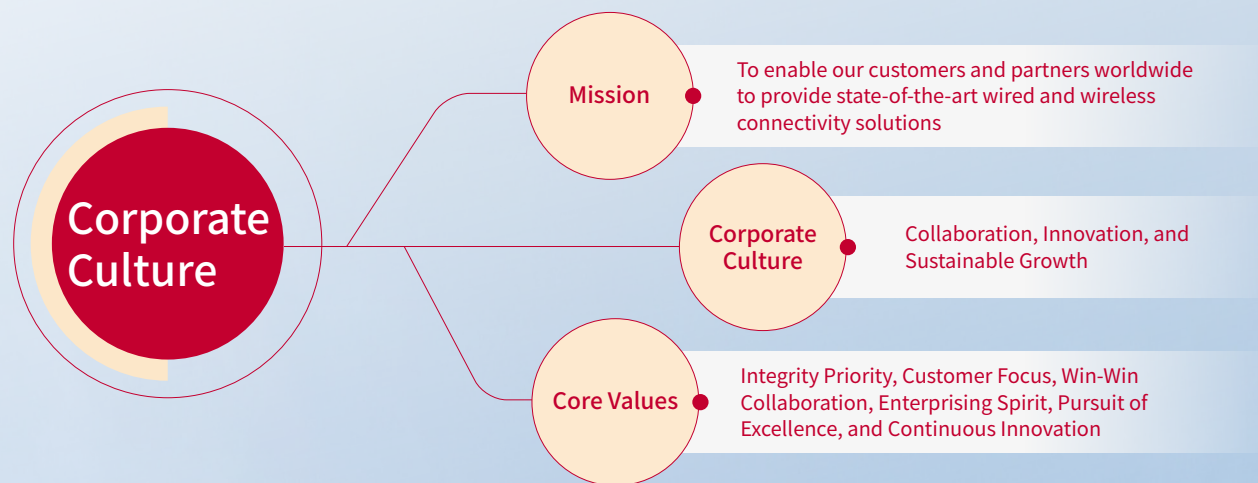 Corporate
Culture
Mission
To enable our customers and partners worldwide
to provide state-of-the-art wired and wireless
connectivity solutions
Corporate
Culture
Collaboration, Innovation, and
Sustainable Growth
Core Values
Integrity Priority, Customer Focus, Win-Win
Collaboration, Enterprising Spirit, Pursuit of
Excellence, and Continuous Innovation